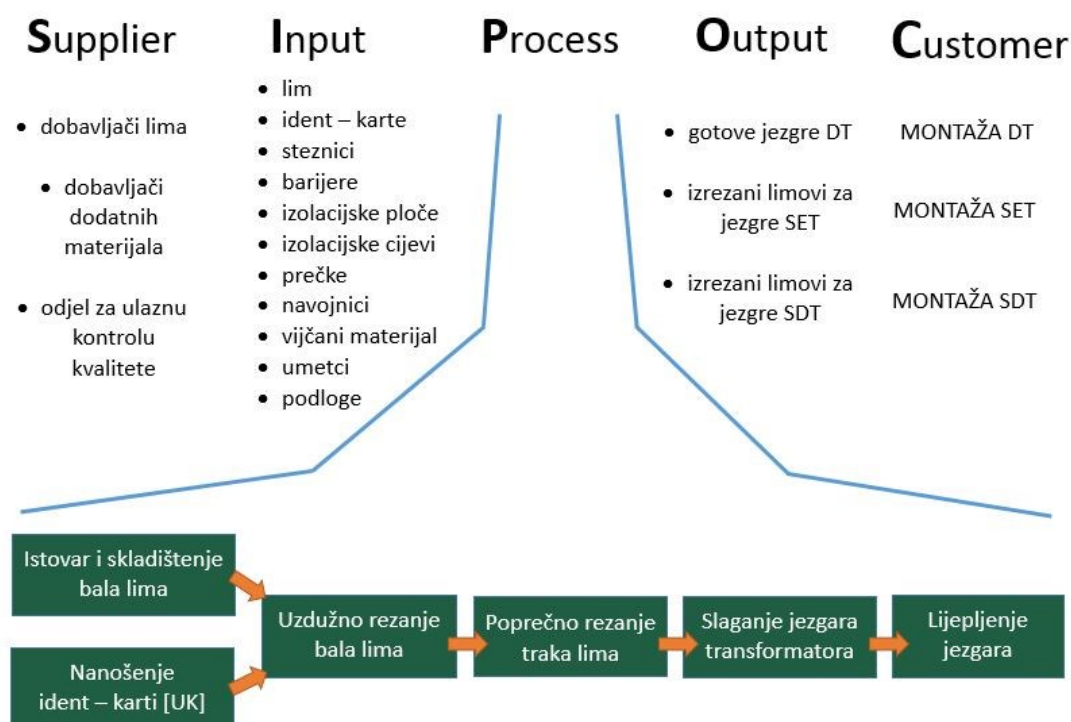 Supplier
Input
Process
Output
Customer
• dobavljači lima
• dobavljači
dodatnih
materijala
• odjel za ulaznu
kontrolu
kvalitete
• lim
• ident – karte
• steznici
• barijere
• izolacijske ploče
• izolacijske cijevi
• prečke
• navojnici
• vijčani materijal
• umetci
• podloge
• gotove jezgre DT
• izrezani limovi za
jezgre SET
• izrezani limovi za
jezgre SDT
MONTAŽA DT
MONTAŽA SET
MONTAŽA SDT
Istovar i skladištenje
bala lima
Nanošenje
ident – karti [UK]
Uzdužno rezanje
bala lima
Poprečno rezanje
traka lima
Slaganje jezgara
transformatora
Lijepljenje
jezgara